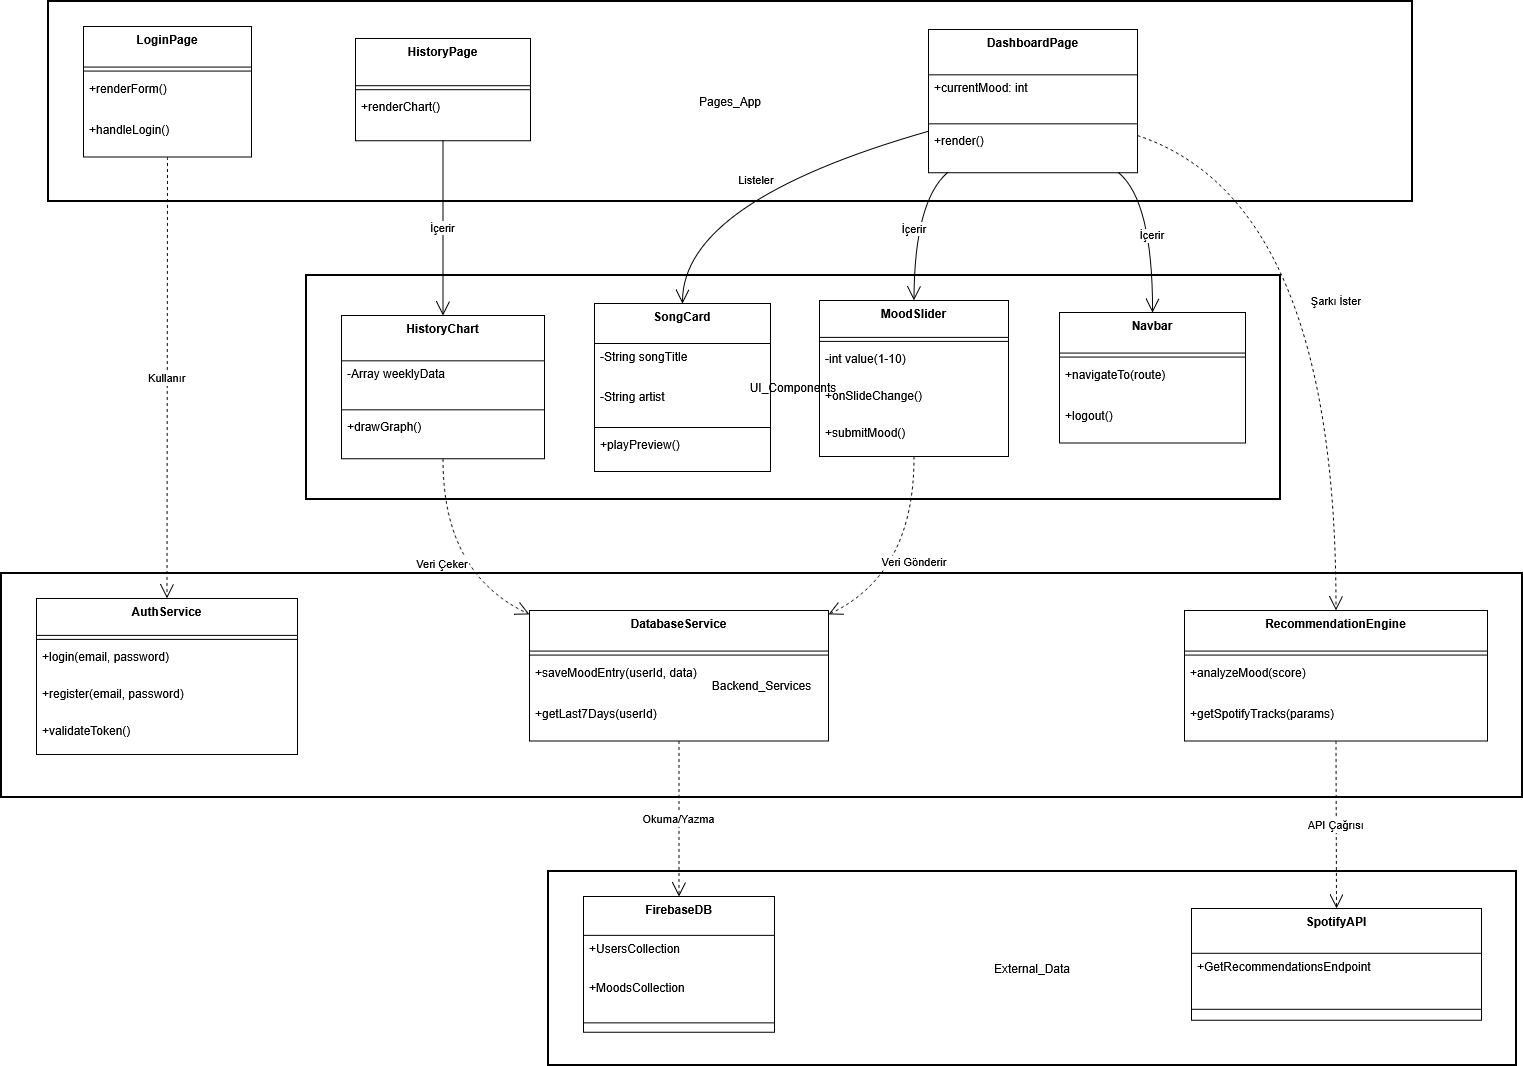 LoginPage
+renderForm()
+handleLogin()
HistoryPage
+renderChart()
Pages_App
DashboardPage
+currentMood: int
+render()
Listeler
İçerir
İçerir
İçerir
Şarkı İster
Kullanır
HistoryChart
-Array weeklyData
+drawGraph()
SongCard
-String songTitle
-String artist
+playPreview()
UI_Components
MoodSlider
-int value(1-10)
+onSlideChange()
+submitMood()
Navbar
+navigateTo(route)
+logout()
Veri Çeker
Veri Gönderir
AuthService
+login(email, password)
+register(email, password)
+validateToken()
DatabaseService
+saveMoodEntry(userId, data)
+getLast7Days(userId)
Backend_Services
RecommendationEngine
+analyzeMood(score)
+getSpotifyTracks(params)
Okuma/Yazma
API Çağrısı
FirebaseDB
+UsersCollection
+MoodsCollection
External_Data
SpotifyAPI
+GetRecommendationsEndpoint